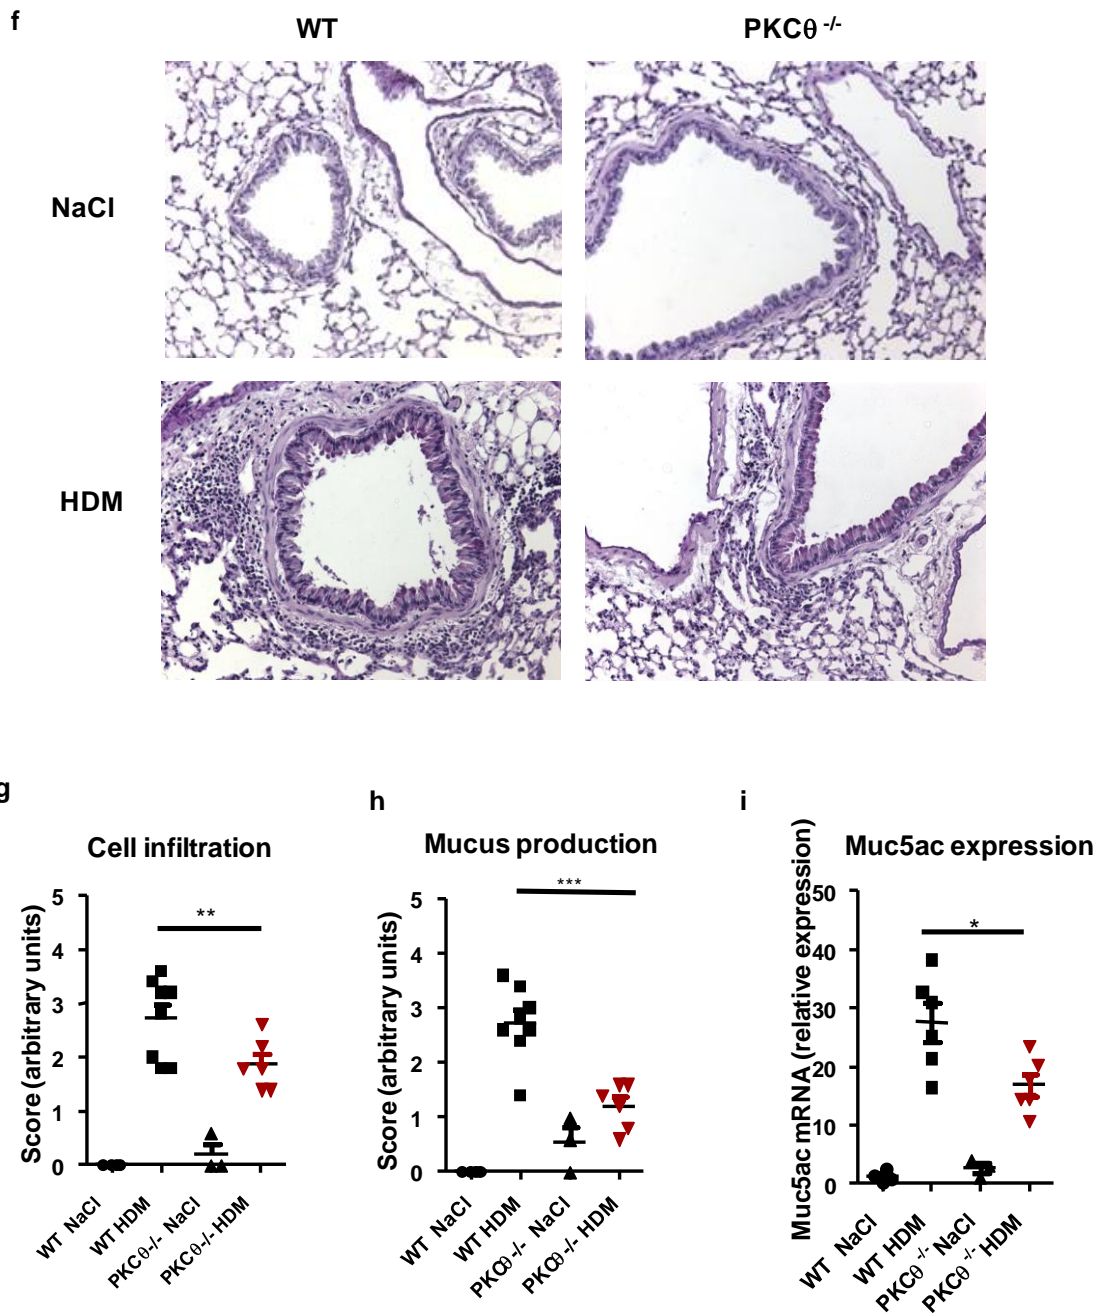 f
WT
PKCθ -/-
NaCl
HDM
g
h
i
Cell infiltration
Mucus production
Muc5ac expression
Score (arbitrary units)
5
4
3
2
1
0
**
WT NaCl
WT HDM
PKCθ-/- NaCl
PKCθ-/- HDM
Score (arbitrary units)
5
4
3
2
1
0
***
WT NaCl
WT HDM
PKCθ-/- NaCl
PKCθ-/- HDM
Muc5ac mRNA (relative expression)
50
40
30
20
10
0
*
WT NaCl
WT HDM
PKCθ-/- NaCl
PKCθ-/- HDM